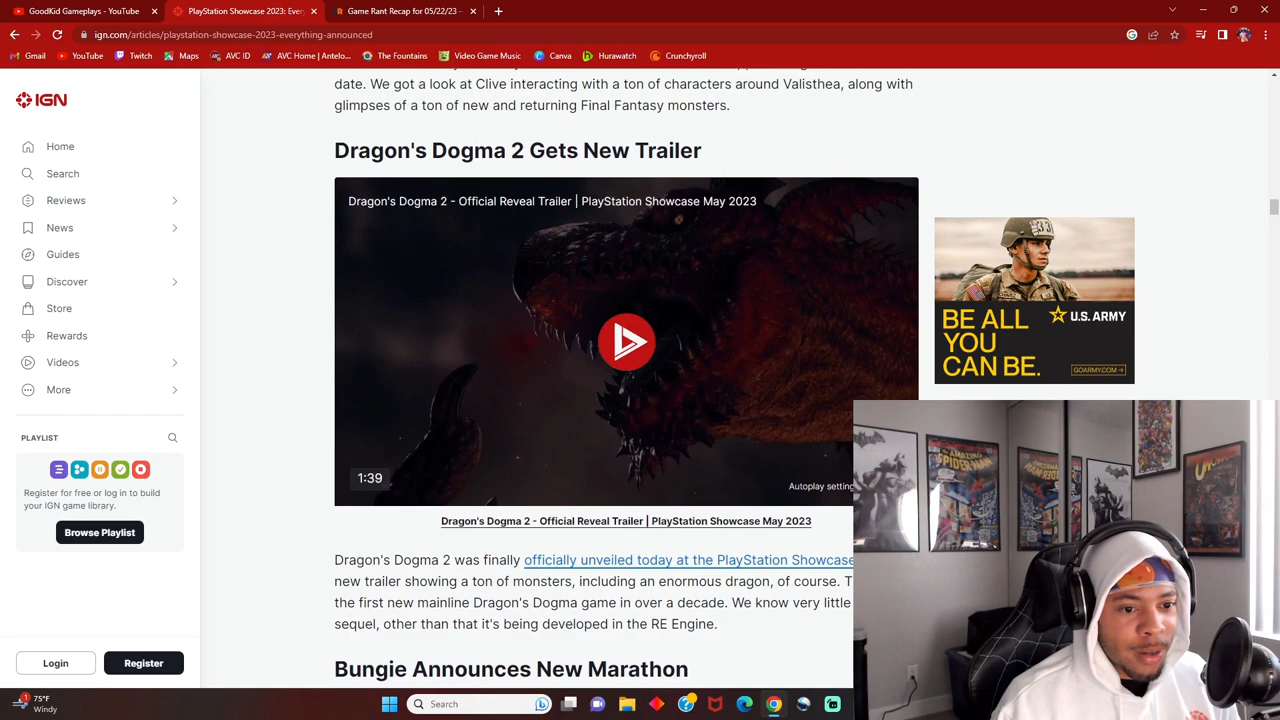 GoodKid Gameplays - YouTube
PlayStation Showcase 2023: Ever
Game Rant Recap for 05/22/23 –
ign.com/articles/playstation-showcase-2023-everything-announced
Gmail
YouTube
Twitch
Maps
AVC ID
AVC Home | Antelo...
The Fountains
Video Game Music
Canva
Hurawatch
Crunchyroll
IGN
Home
Search
Reviews
News
Guides
Discover
Store
Rewards
Videos
More
PLAYLIST
Register for free or log in to build
your IGN game library.
Browse Playlist
Login
Register
date. We got a look at Clive interacting with a ton of characters around Valisthea, along with
glimpses of a ton of new and returning Final Fantasy monsters.
Dragon's Dogma 2 Gets New Trailer
Dragon's Dogma 2 - Official Reveal Trailer | PlayStation Showcase May 2023
1:39
Autoplay setting
Dragon's Dogma 2 - Official Reveal Trailer | PlayStation Showcase May 2023
Dragon's Dogma 2 was finally officially unveiled today at the PlayStation Showcase
new trailer showing a ton of monsters, including an enormous dragon, of course. T
the first new mainline Dragon's Dogma game in over a decade. We know very little
sequel, other than that it's being developed in the RE Engine.
Bungie Announces New Marathon
BE ALL
YOU
CAN BE.
U.S. ARMY
GOARMY.COM →
THE AMAZING
SPIDER-MAN
1
75°F
Windy
Search